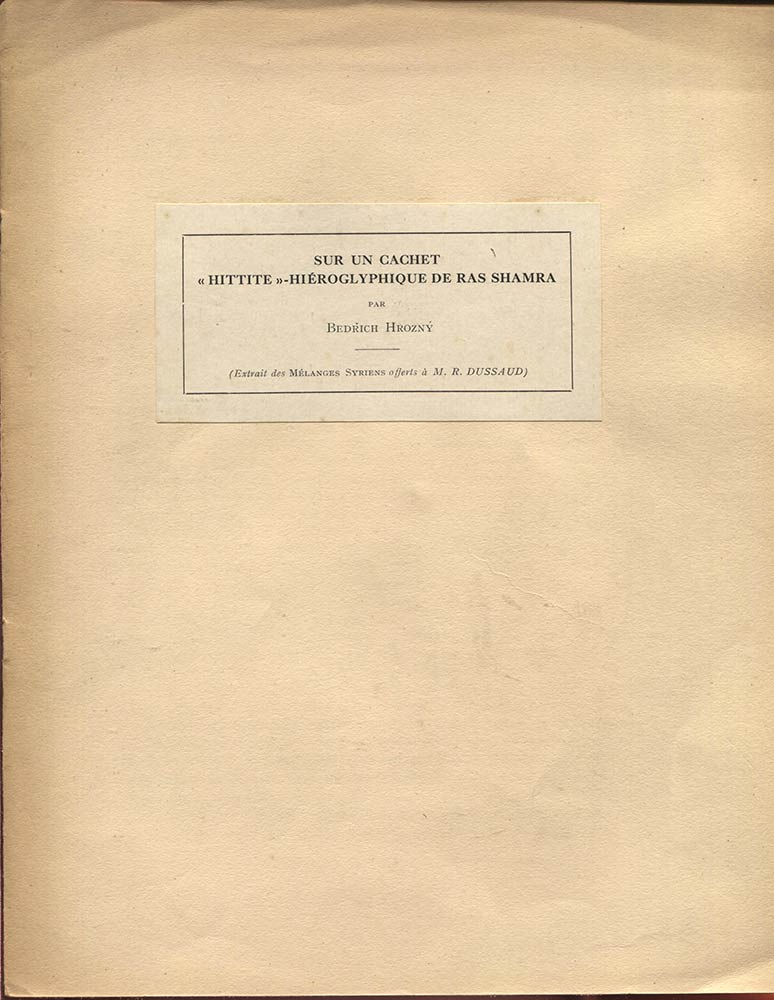 SUR UN CACHET
« HITTITE »-HIÉROGLYPHIQUE DE RAS SHAMRA
PAR
BEDŘICH HROZNÝ
(Extrait des MÉLANGES SYRIENS offerts à M. R. DUSSAUD)